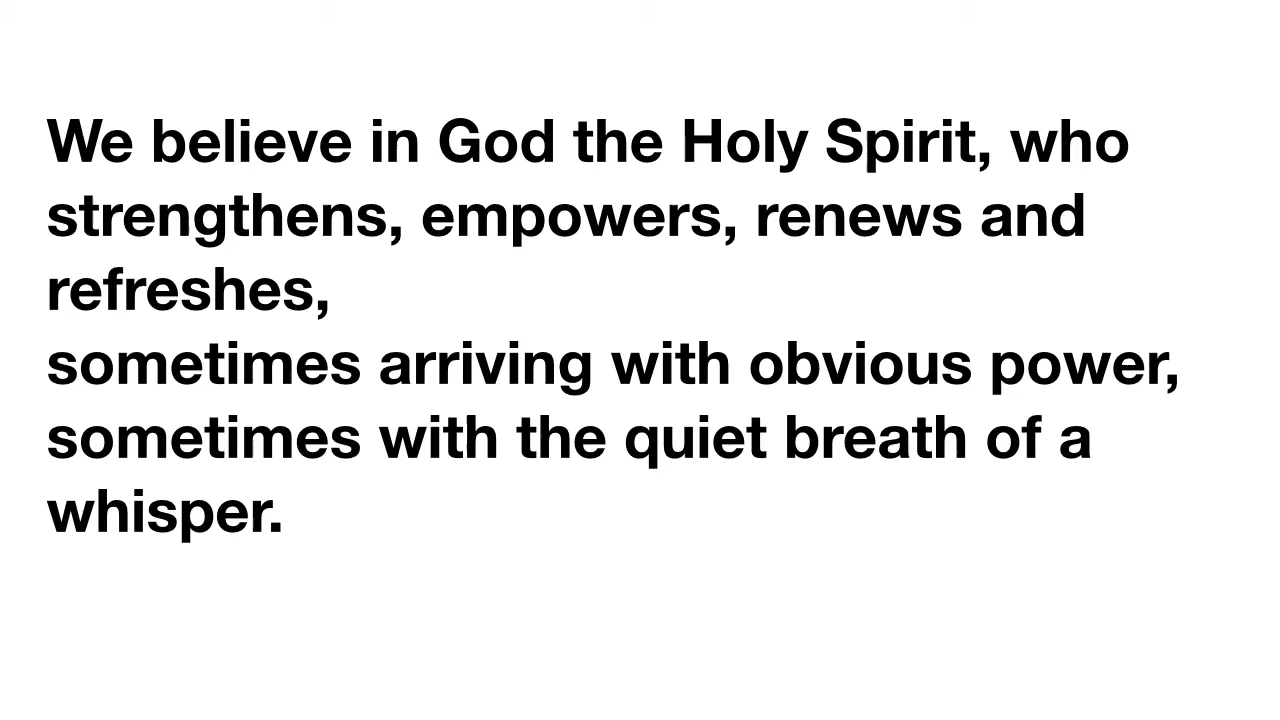 We believe in God the Holy Spirit, who
strengthens, empowers, renews and
refreshes,
sometimes arriving with obvious power,
sometimes with the quiet breath of a
whisper.